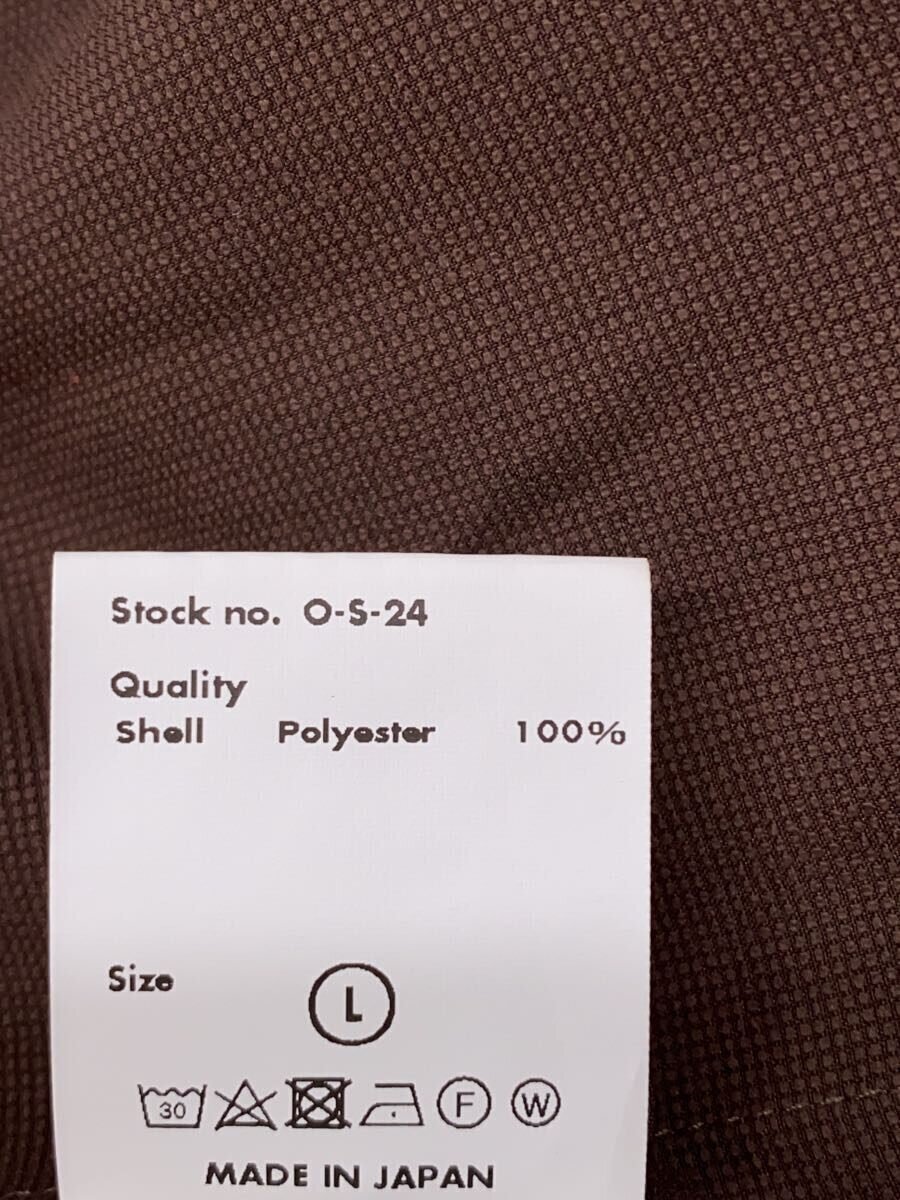 Stock no. O-S-24
Quality
Shell Polyester 100%
Size L
30 F W
MADE IN JAPAN